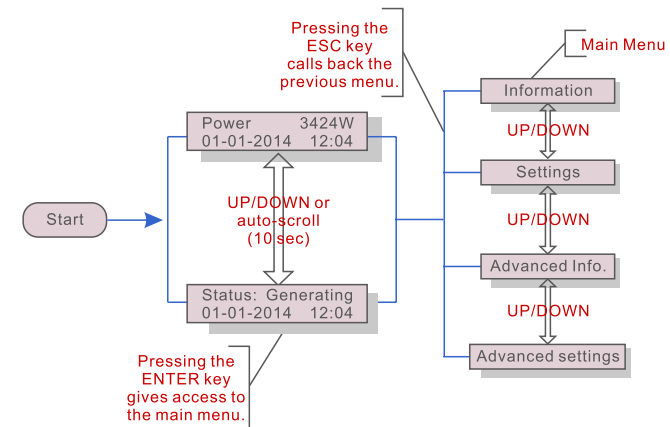 Pressing the
ESC key
calls back the
previous menu.
Main Menu
Information
UP/DOWN
Power 3424W
01-01-2014 12:04
Settings
UP/DOWN or
auto-scroll
(10 sec)
Start
UP/DOWN
Advanced Info.
Status: Generating
01-01-2014 12:04
UP/DOWN
Advanced settings
Pressing the
ENTER key
gives access to
the main menu.